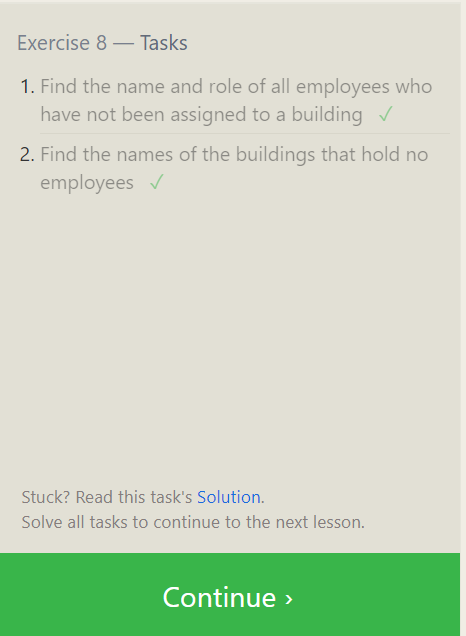 Exercise 8 — Tasks
1. Find the name and role of all employees who
have not been assigned to a building ✓
2. Find the names of the buildings that hold no
employees ✓
Stuck? Read this task's Solution.
Solve all tasks to continue to the next lesson.
Continue ›